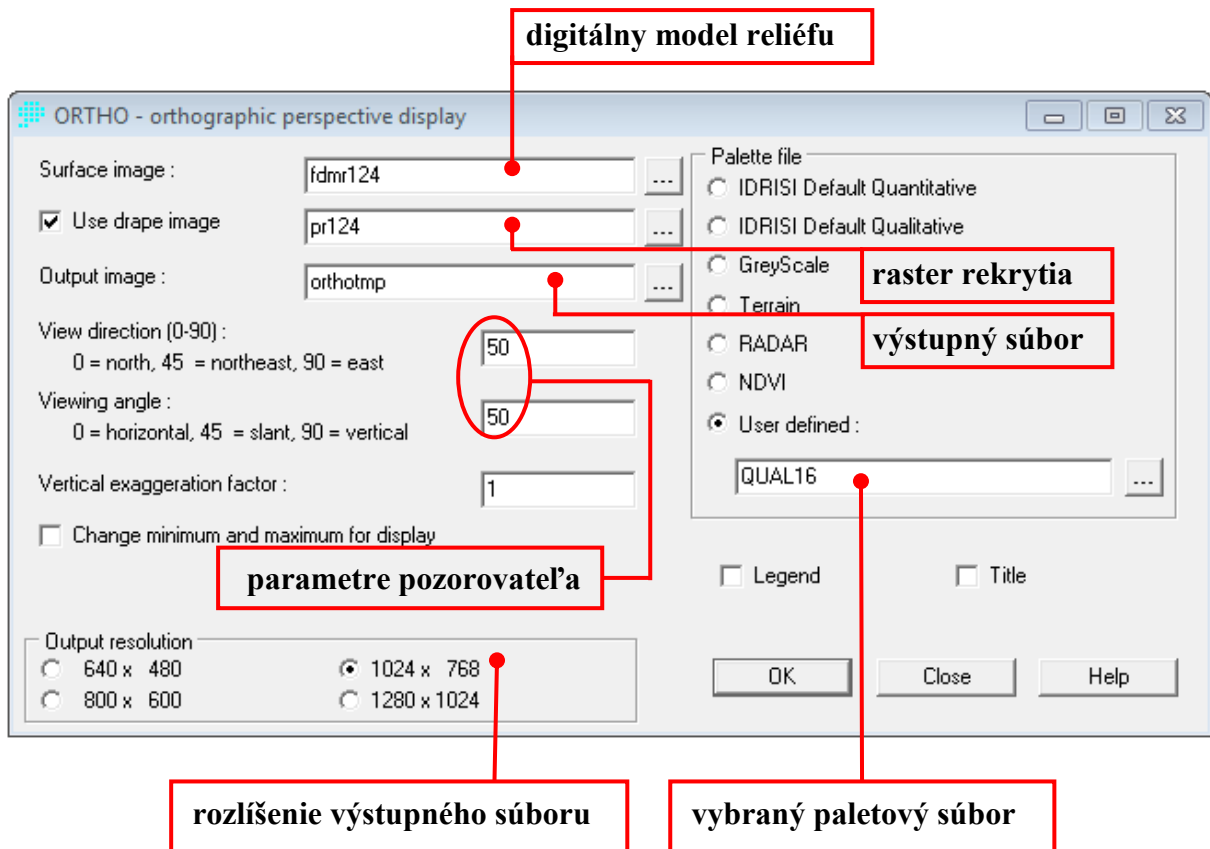 digitálny model reliéfu
ORTHO - orthographic perspective display
Surface image :
fdmr124
...
Use drape image
pr124
...
Output image :
orthotmp
...
View direction (0-90) :
0 = north, 45 = northeast, 90 = east
50
Viewing angle :
0 = horizontal, 45 = slant, 90 = vertical
50
Vertical exaggeration factor :
1
Change minimum and maximum for display
parametre pozorovateľa
Output resolution
640 x 480
1024 x 768
800 x 600
1280 x 1024
Palette file
IDRISI Default Quantitative
IDRISI Default Qualitative
GreyScale
raster rekrytia
Terrain
RADAR
výstupný súbor
NDVI
User defined :
QUAL16
...
Legend
Title
OK
Close
Help
rozlíšenie výstupného súboru
vybraný paletový súbor